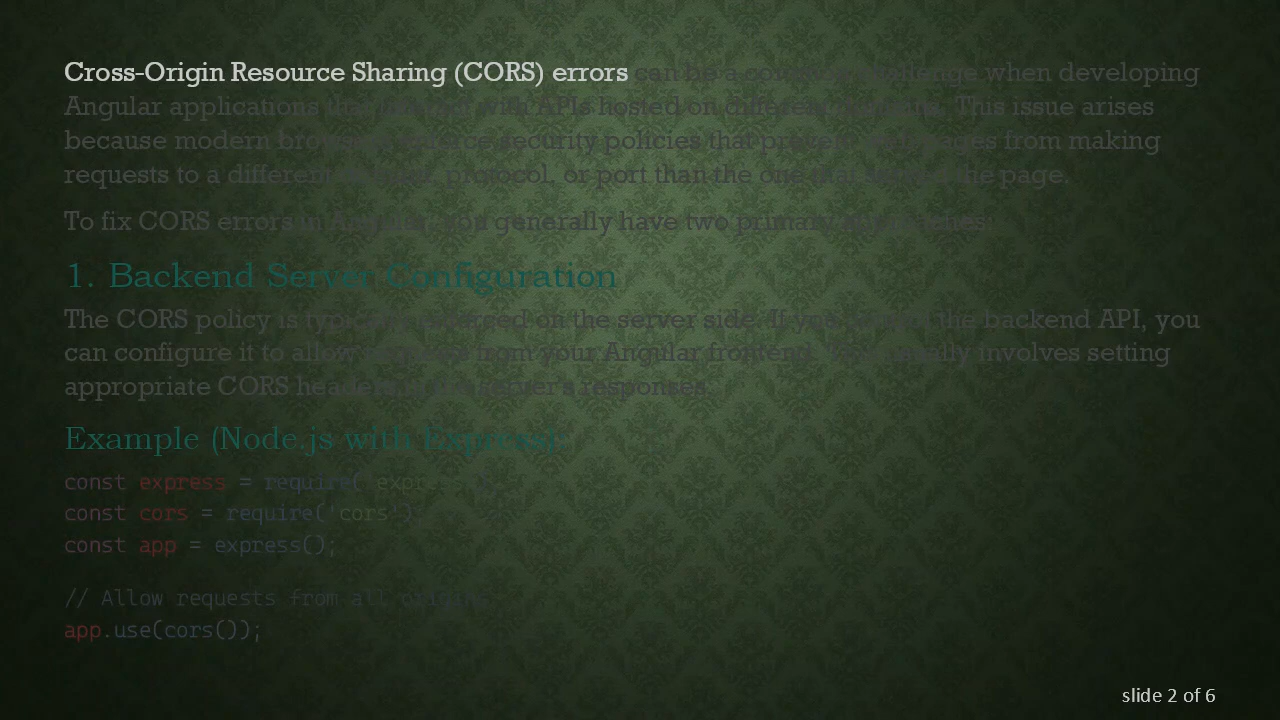 Cross-Origin Resource Sharing (CORS) errors can be a common challenge when developing
Angular applications that interact with APIs hosted on different domains. This issue arises
because modern browsers enforce security policies that prevent web pages from making
requests to a different domain, protocol, or port than the one that served the page.
To fix CORS errors in Angular, you generally have two primary approaches:
1. Backend Server Configuration
The CORS policy is typically enforced on the server side. If you control the backend API, you
can configure it to allow requests from your Angular frontend. This usually involves setting
appropriate CORS headers in the server's responses.
Example (Node.js with Express):
const express = require('express');
const cors = require('cors');
const app = express();
// Allow requests from all origins
app.use(cors());
slide 2 of 6